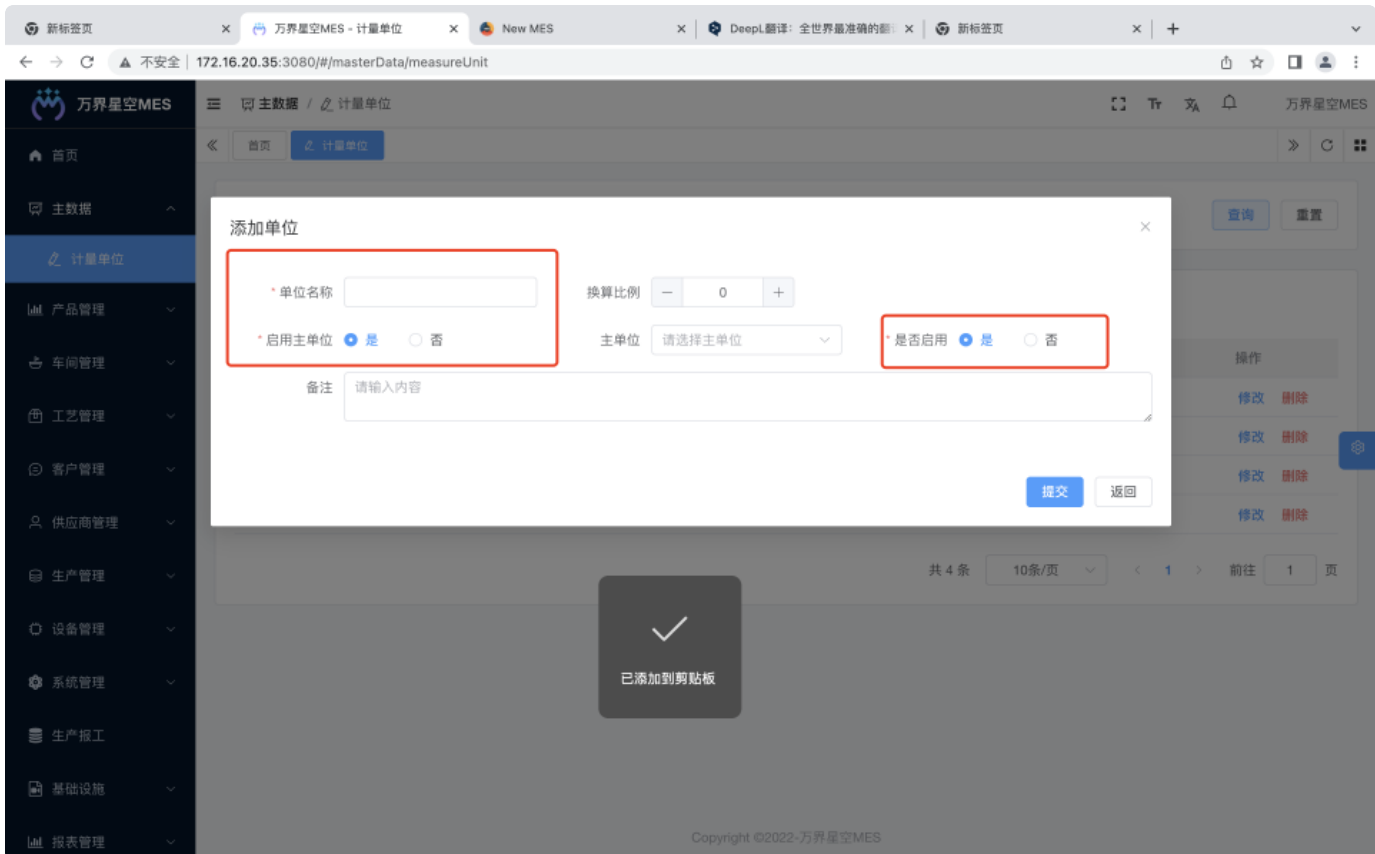 新标签页
万界星空MES - 计量单位
New MES
DeepL翻译：全世界最准确的翻
新标签页
不安全 172.16.20.35:3080/#/masterData/measureUnit
万界星空MES
主数据 / 计量单位
万界星空MES
首页
计量单位
首页
主数据
计量单位
产品管理
车间管理
工艺管理
客户管理
供应商管理
生产管理
设备管理
系统管理
生产报工
基础设施
报表管理
查询 重置
添加单位
* 单位名称
换算比例 — 0 +
* 启用主单位 是 否
主单位 请选择主单位
* 是否启用 是 否
备注 请输入内容
提交 返回
操作
修改 删除
修改 删除
修改 删除
修改 删除
共 4 条 10条/页 < 1 > 前往 1 页
已添加到剪贴板
Copyright ©2022-万界星空MES